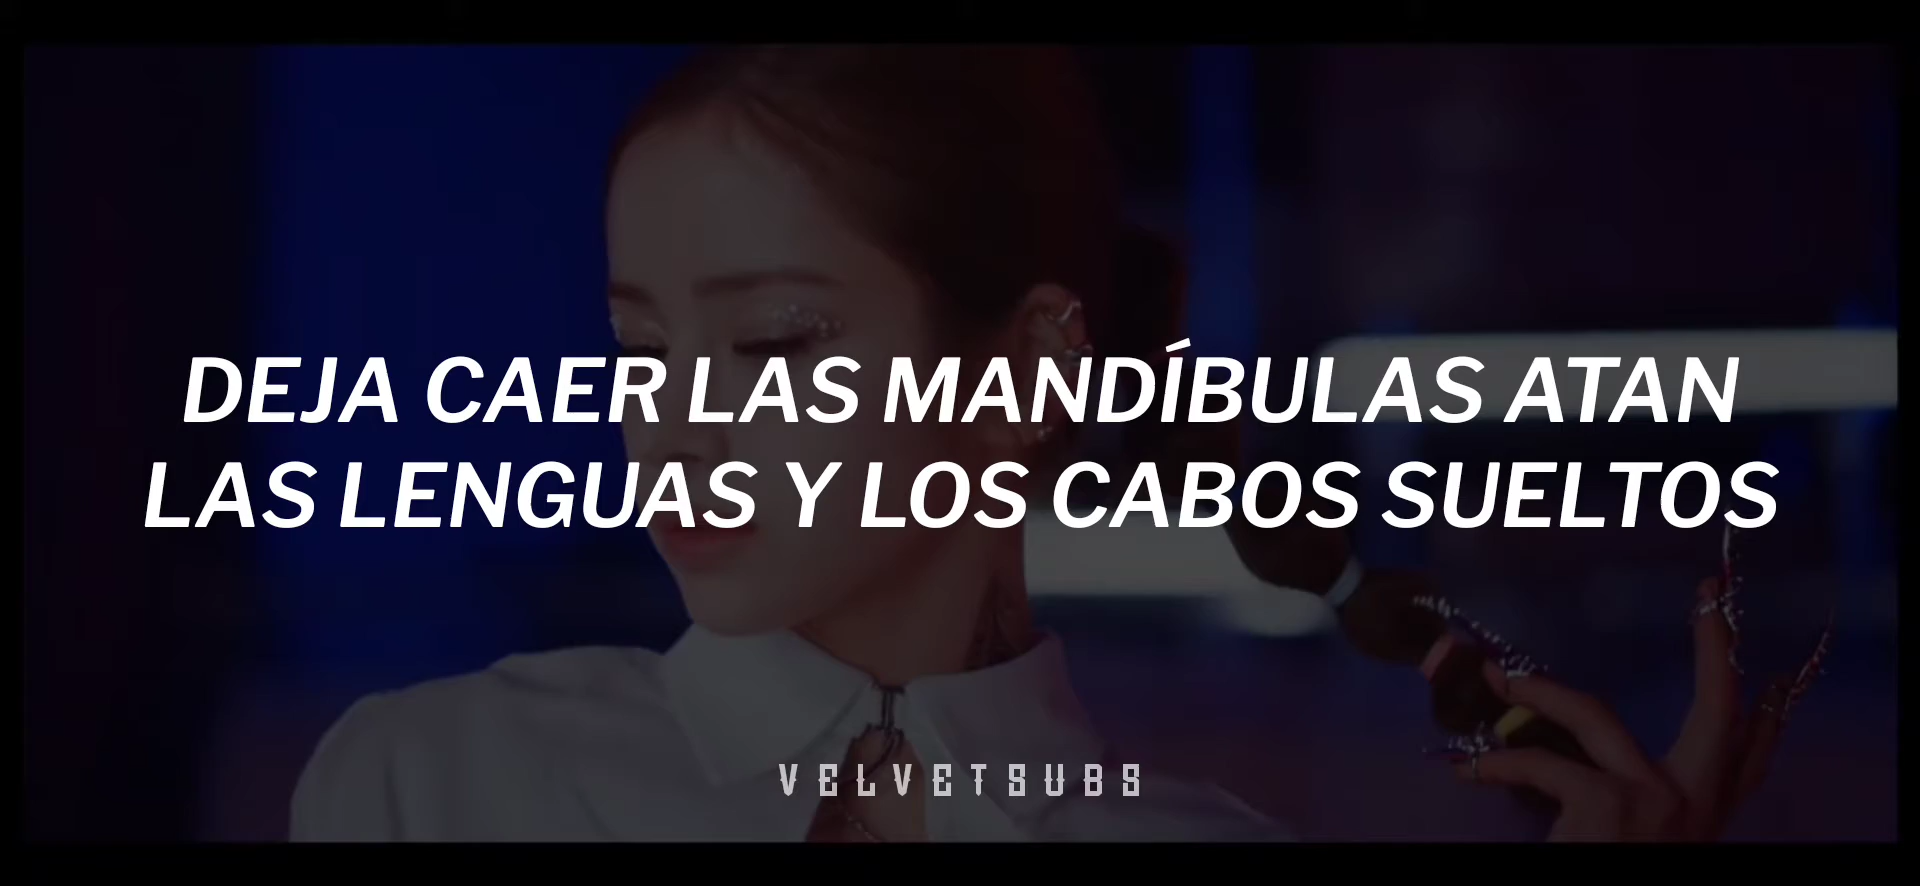 DEJA CAER LAS MANDÍBULAS ATAN
LAS LENGUAS Y LOS CABOS SUELTOS
VELVETSUBS